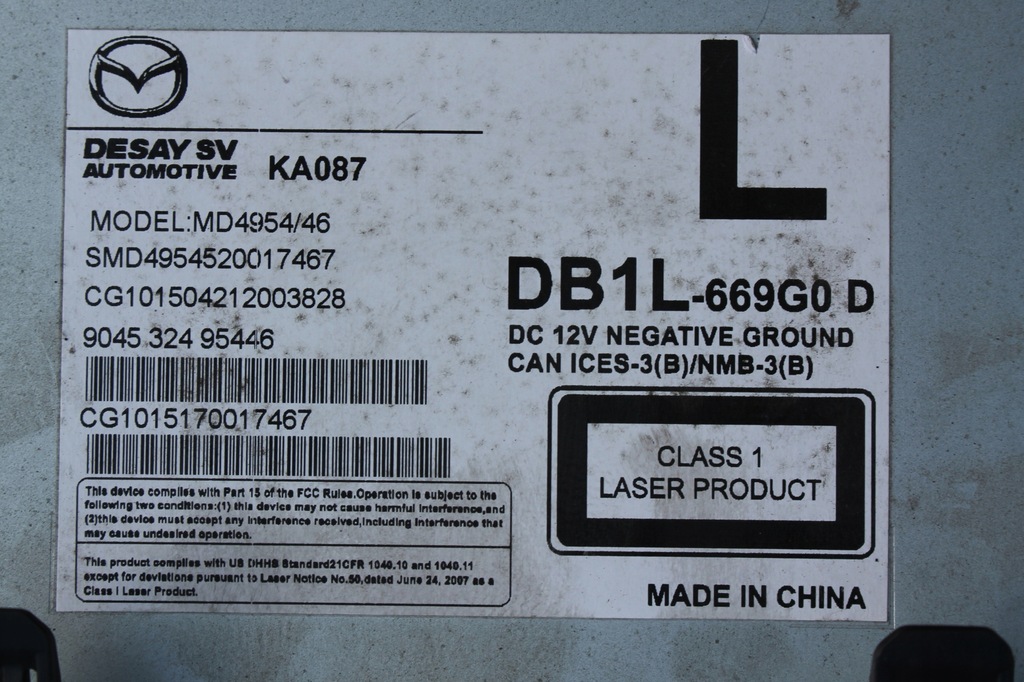 L
DESAY SV
AUTOMOTIVE KA087
MODEL:MD4954/46
SMD4954520017467
CG101504212003828
9045 324 95446
CG1015170017467
This device complies with Part 15 of the FCC Rules.Operation is subject to the
following two conditions:(1) this device may not cause harmful interference,and
(2)this device must accept any interference received,including interference that
may cause undesired operation.
This product complies with US DHHS Standard21CFR 1040.10 and 1040.11
except for deviations pursuant to Laser Notice No.50,dated June 24, 2007 as a
Class I Laser Product.
DB1L-669G0 D
DC 12V NEGATIVE GROUND
CAN ICES-3(B)/NMB-3(B)
CLASS 1
LASER PRODUCT
MADE IN CHINA